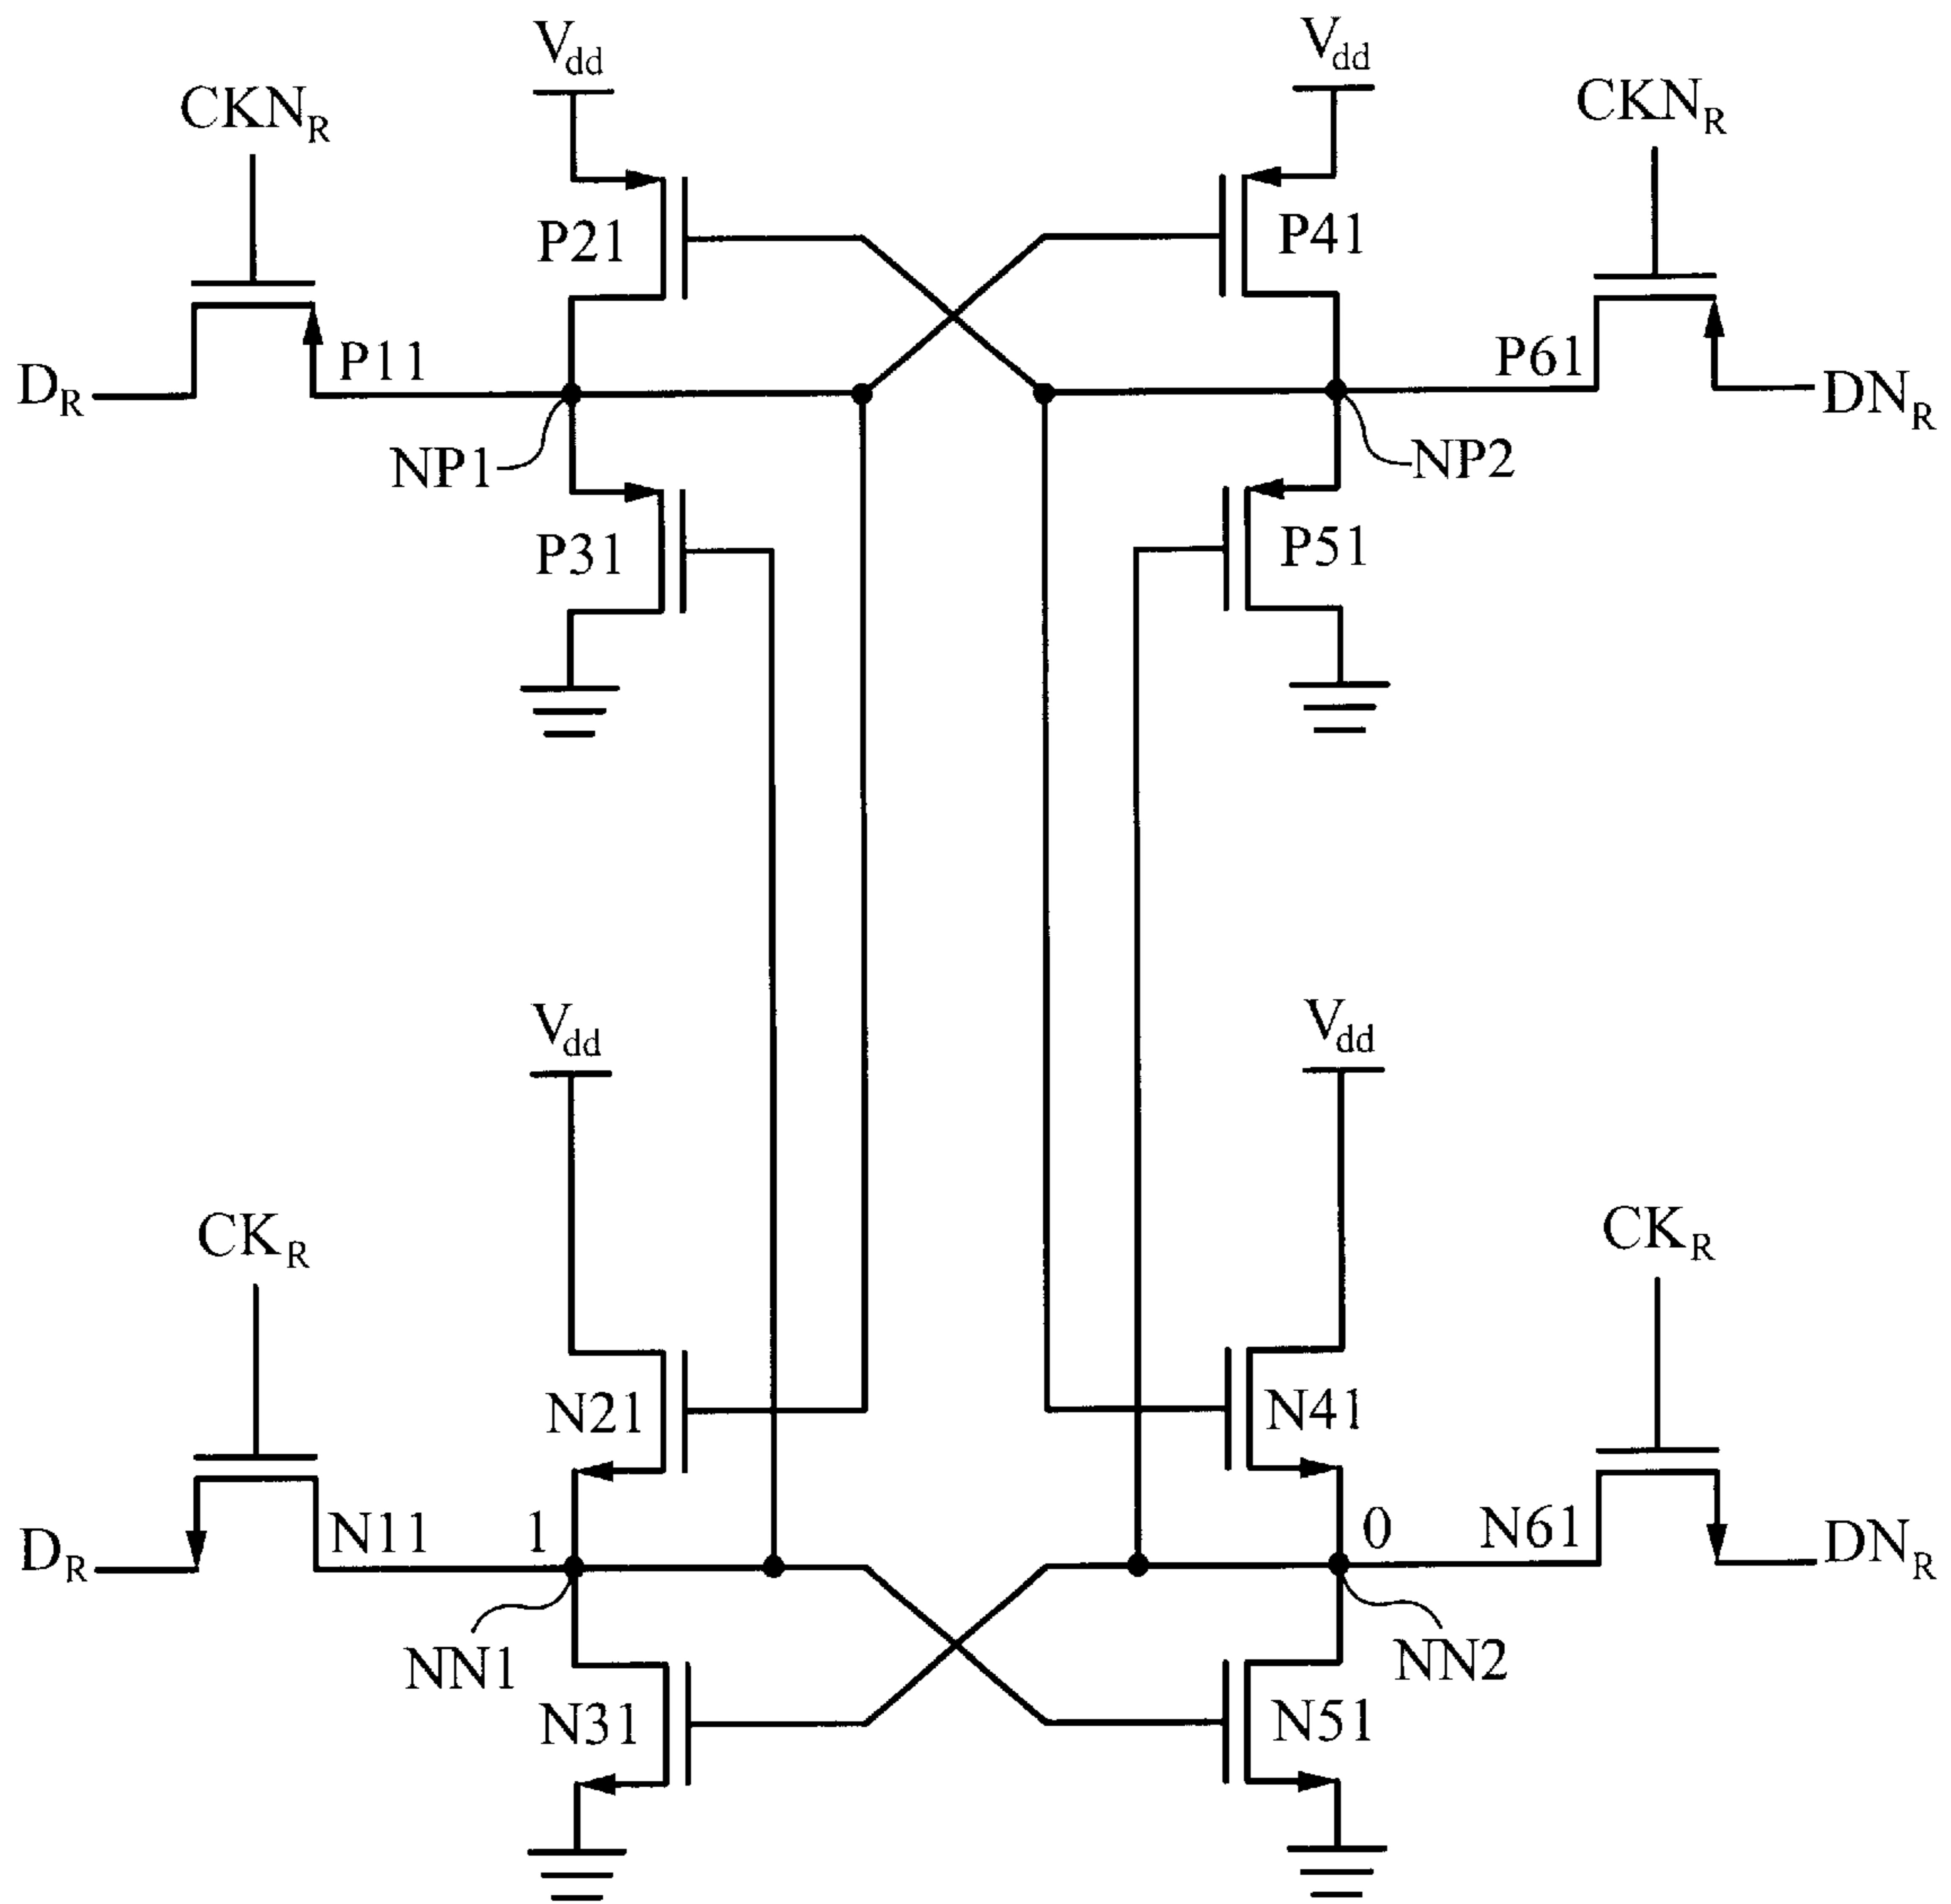 Vdd
Vdd
CKNR
CKNR
P21
P41
P11
P61
DR
DNR
NP1
NP2
P31
P51
Vdd
Vdd
CKR
CKR
N21
N41
N11
1
0
N61
DR
DNR
NN1
NN2
N31
N51